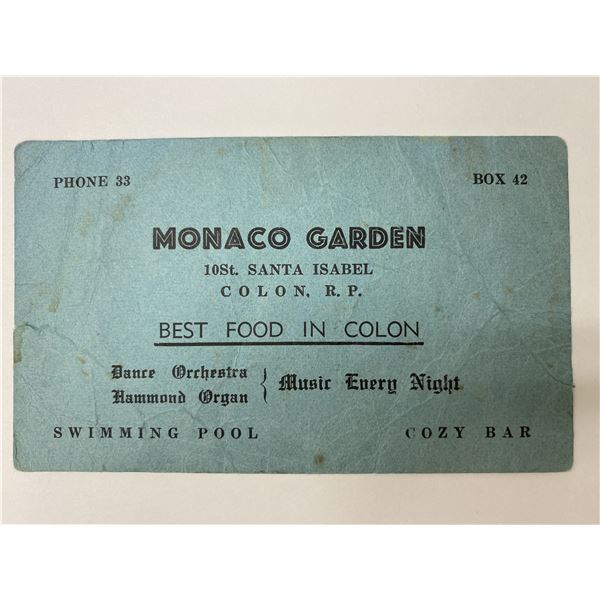 PHONE 33 BOX 42
MONACO GARDEN
10St. SANTA ISABEL
COLON, R. P.
BEST FOOD IN COLON
Dance Orchestra
Hammond Organ } Music Every Night
SWIMMING POOL COZY BAR